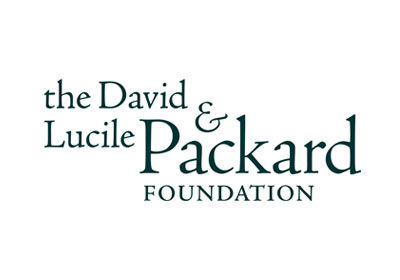 the David &
Lucile Packard
FOUNDATION